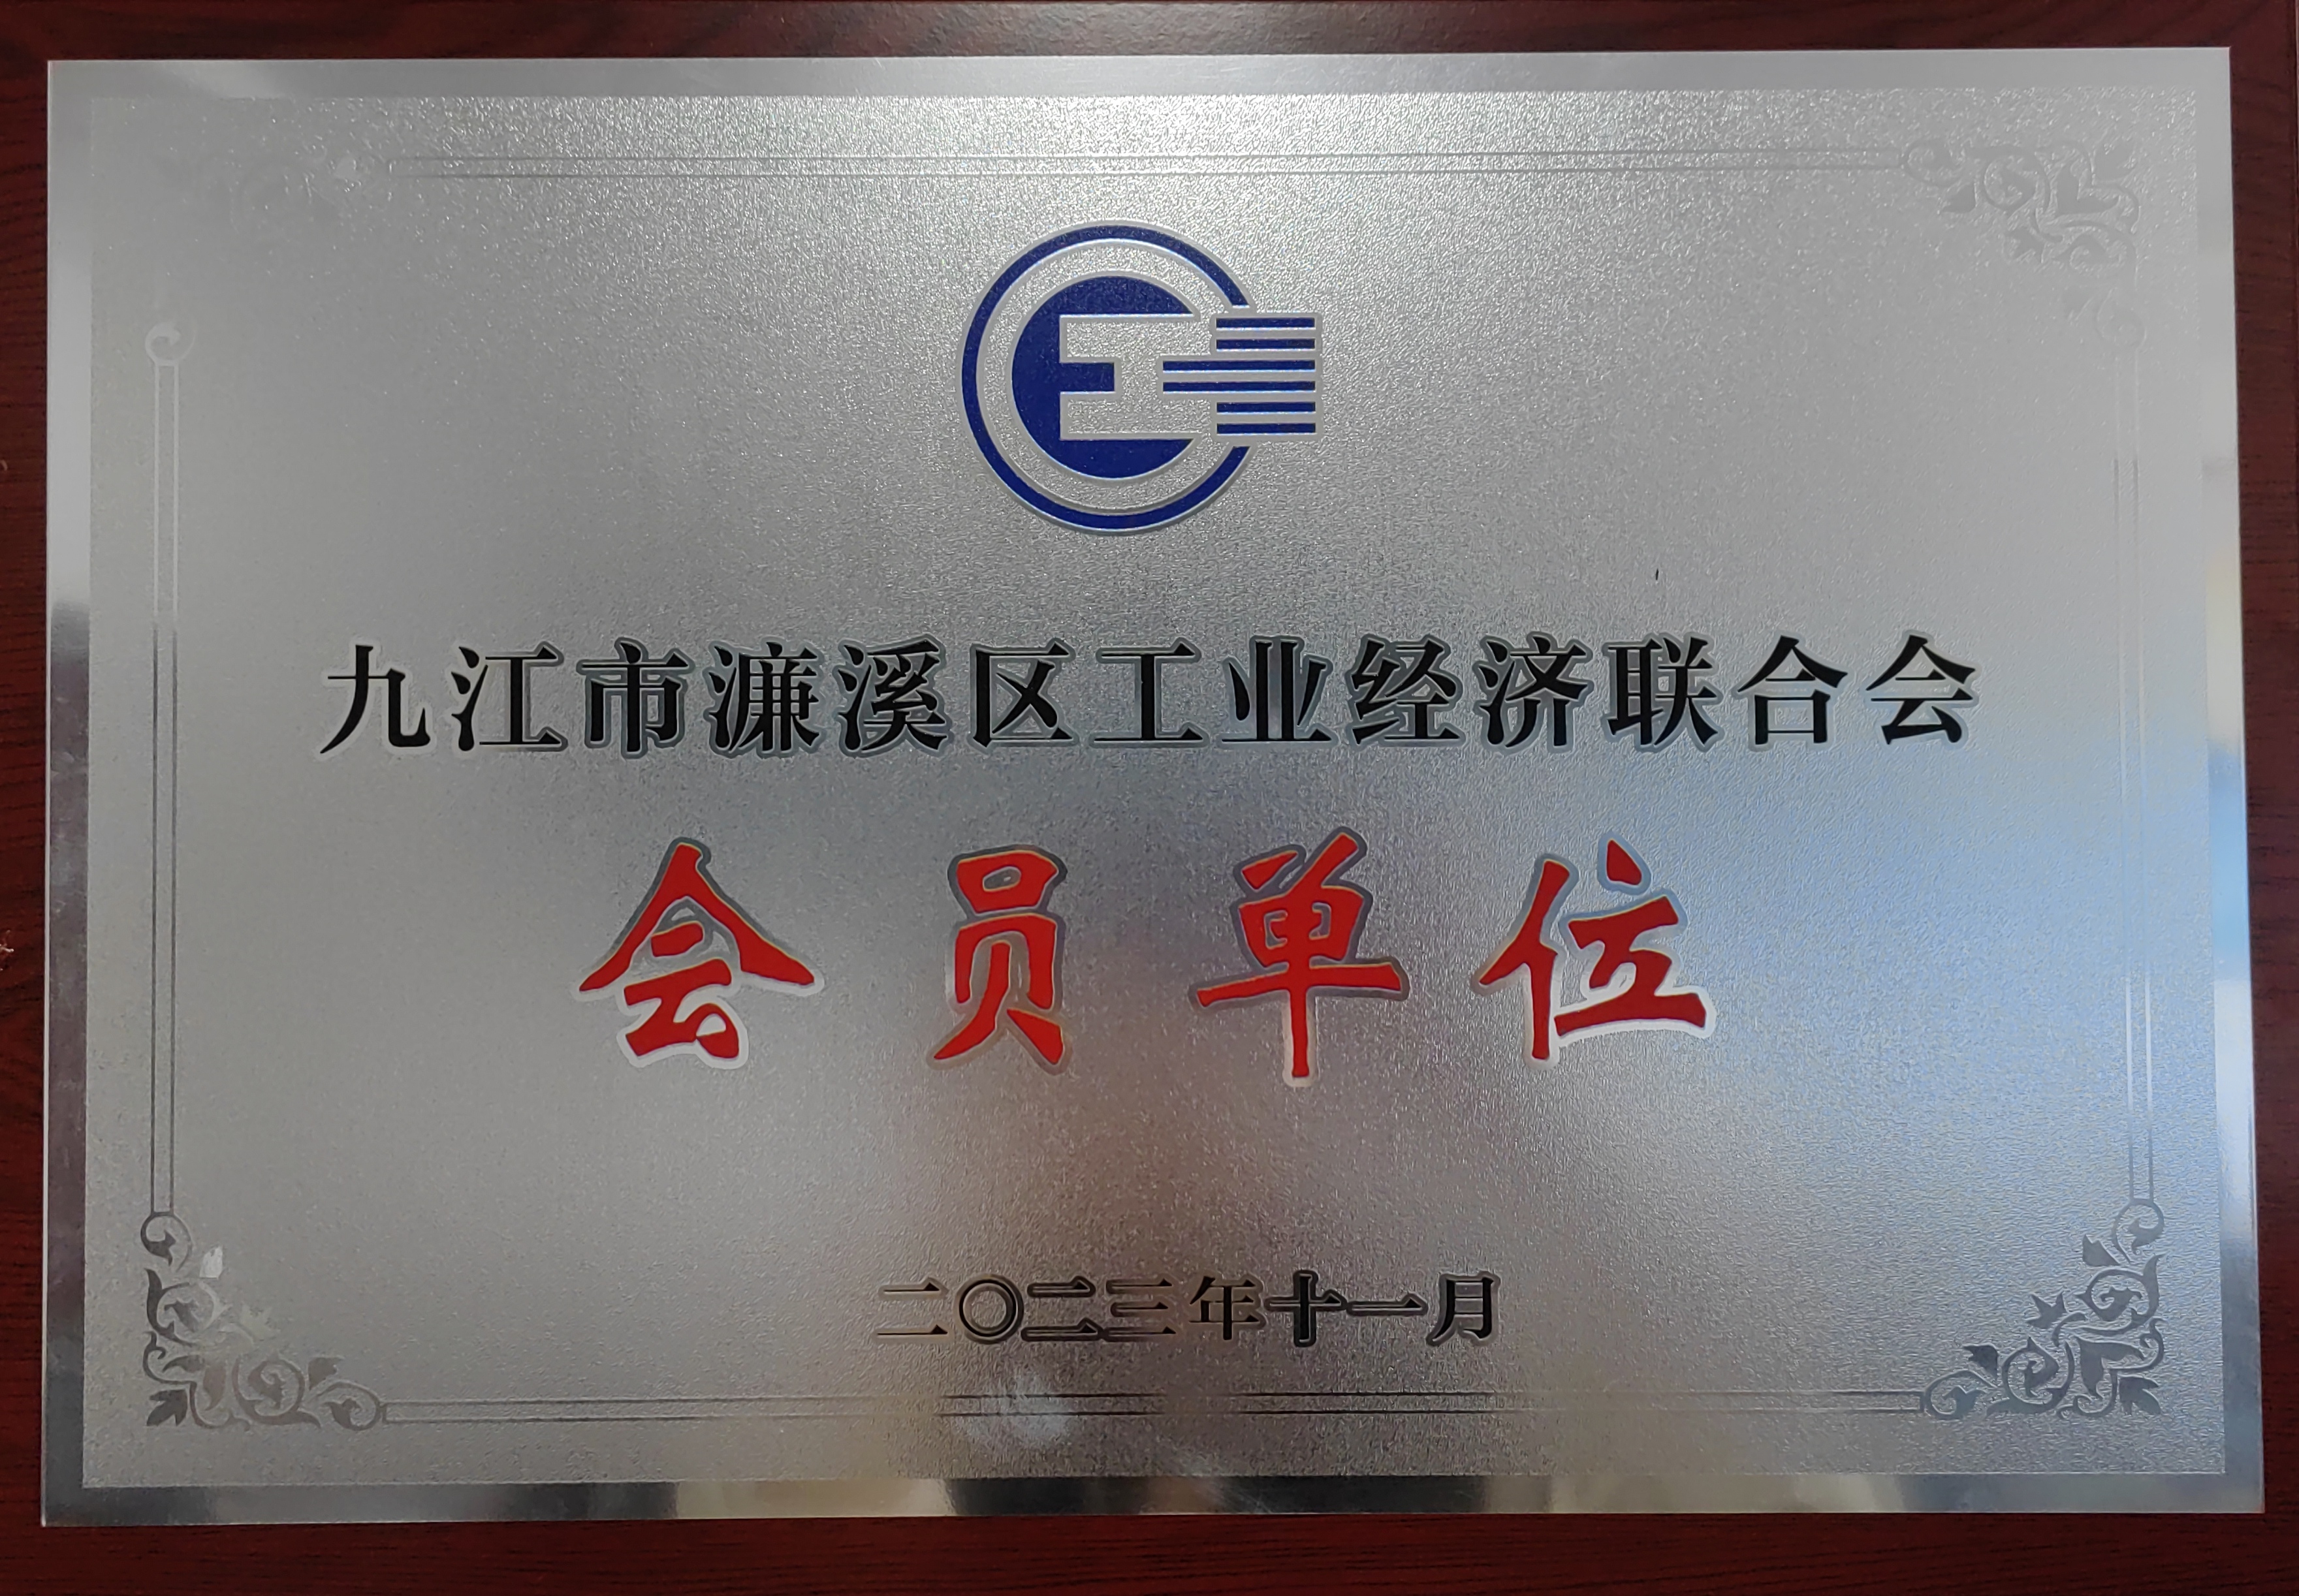 九江市濂溪区工业经济联合会
会员单位
二〇二三年十一月